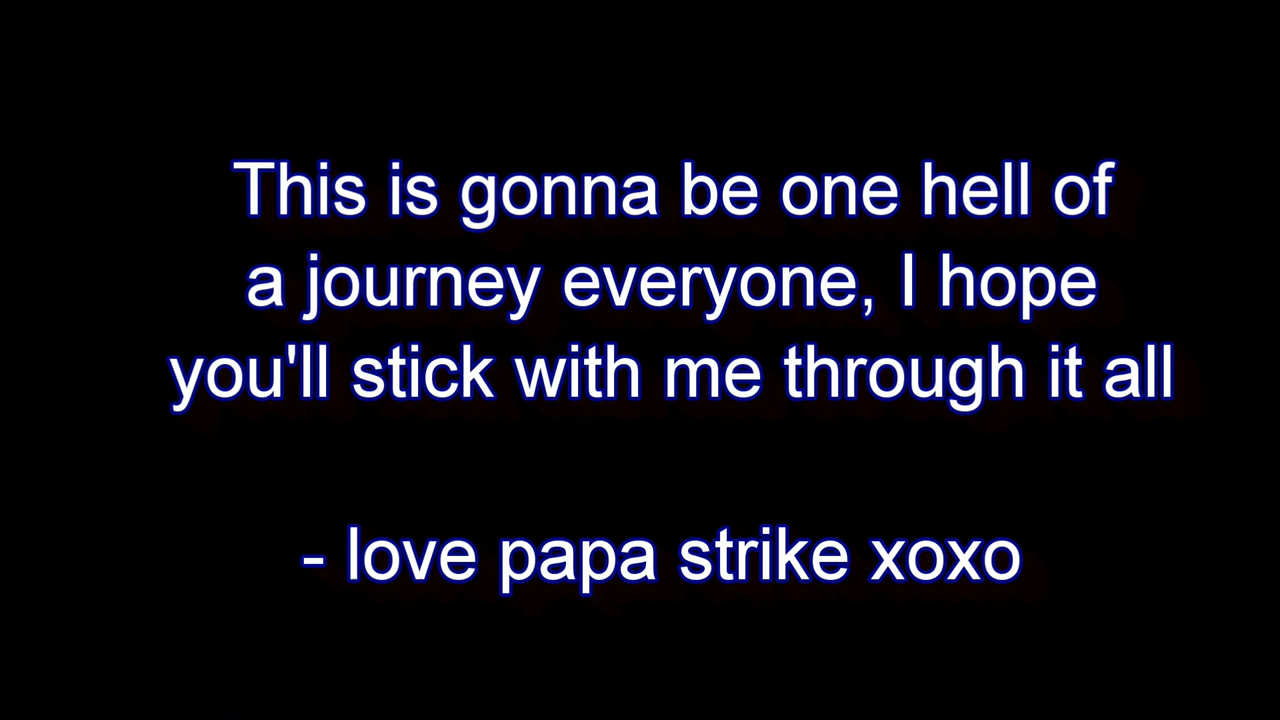 This is gonna be one hell of
a journey everyone, I hope
you'll stick with me through it all
- love papa strike xoxo